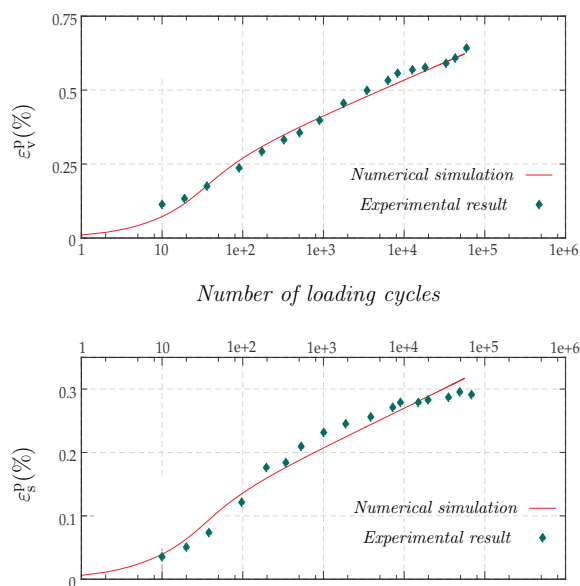 0.75
0.5
0.25
0
ε_v^p(%)
Numerical simulation
Experimental result
1 10 1e+2 1e+3 1e+4 1e+5 1e+6
Number of loading cycles
1 10 1e+2 1e+3 1e+4 1e+5 1e+6
0.3
0.2
0.1
0
ε_s^p(%)
Numerical simulation
Experimental result